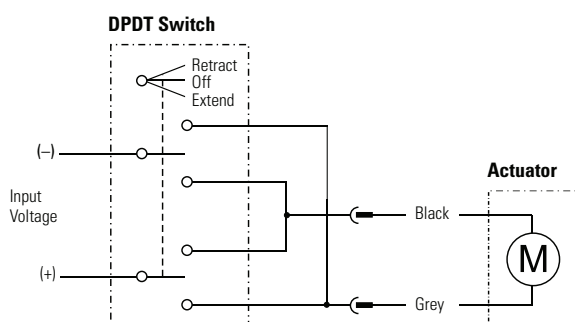 DPDT Switch
Retract
Off
Extend
(–)
Input
Voltage
(+)
Actuator
Black
M
Grey